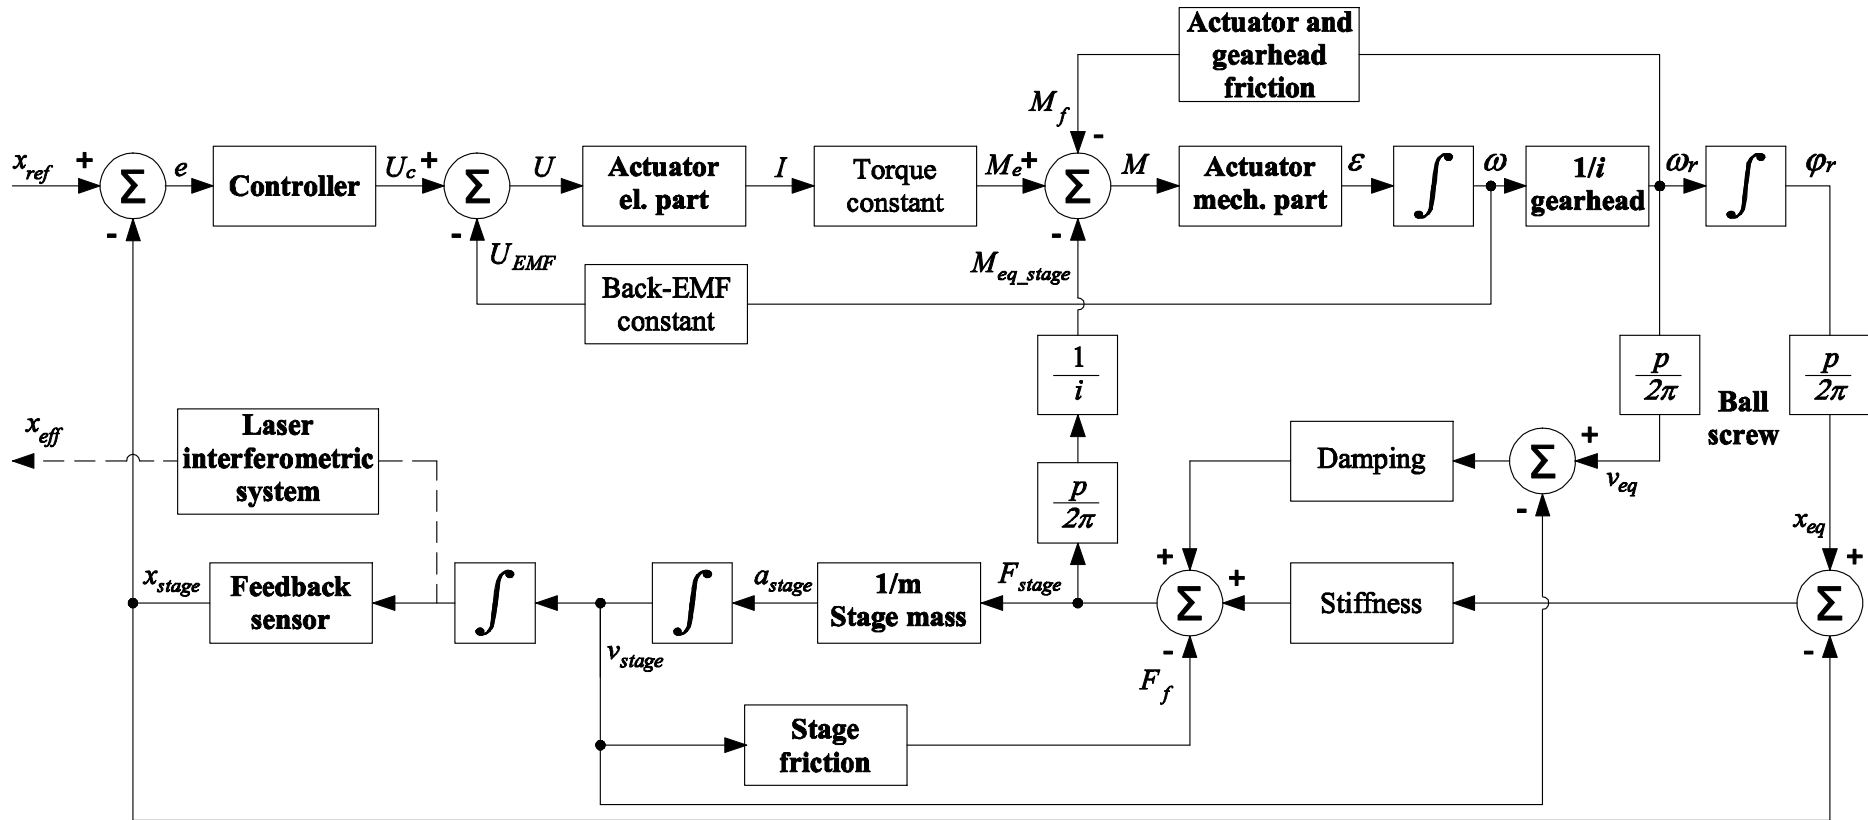 Actuator and
gearhead
friction
M_f
-
x_ref
+
Σ
e
Controller
U_c
+
Σ
U
Actuator
el. part
I
Torque
constant
M_e
+
Σ
M
Actuator
mech. part
ε
∫
ω
1/i
gearhead
ω_r
∫
φ_r
-
-
U_EMF
-
M_eq_stage
Back-EMF
constant
1
i
p
2π
Ball
screw
p
2π
x_eff
Laser
interferometric
system
p
2π
Damping
Σ
+
v_eq
-
x_eq
x_stage
Feedback
sensor
∫
∫
a_stage
1/m
Stage mass
F_stage
+
Σ
+
Stiffness
+
Σ
v_stage
-
F_f
-
Stage
friction